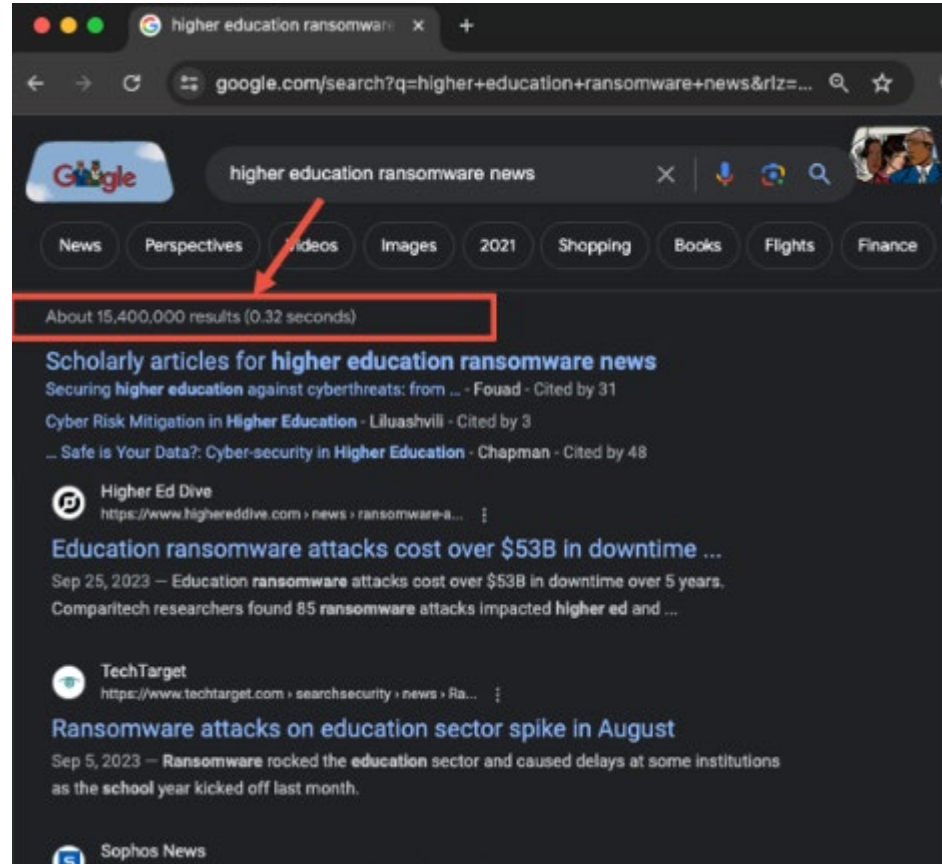 higher education ransomwar
google.com/search?q=higher+education+ransomware+news&rlz=...
Google
higher education ransomware news
News Perspectives Videos Images 2021 Shopping Books Flights Finance
About 15,400,000 results (0.32 seconds)
Scholarly articles for higher education ransomware news
Securing higher education against cyberthreats: from ... - Fouad - Cited by 31
Cyber Risk Mitigation in Higher Education - Liluashvili - Cited by 3
... Safe is Your Data?: Cyber-security in Higher Education - Chapman - Cited by 48
Higher Ed Dive
https://www.highereddive.com › news › ransomware-a...
Education ransomware attacks cost over $53B in downtime ...
Sep 25, 2023 — Education ransomware attacks cost over $53B in downtime over 5 years.
Comparitech researchers found 85 ransomware attacks impacted higher ed and ...
TechTarget
https://www.techtarget.com › searchsecurity › news › Ra...
Ransomware attacks on education sector spike in August
Sep 5, 2023 — Ransomware rocked the education sector and caused delays at some institutions
as the school year kicked off last month.
Sophos News